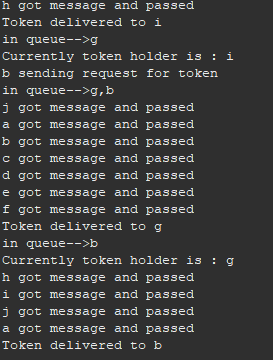 h got message and passed
Token delivered to i
in queue-->g
Currently token holder is : i
b sending request for token
in queue-->g,b
j got message and passed
a got message and passed
b got message and passed
c got message and passed
d got message and passed
e got message and passed
f got message and passed
Token delivered to g
in queue-->b
Currently token holder is : g
h got message and passed
i got message and passed
j got message and passed
a got message and passed
Token delivered to b